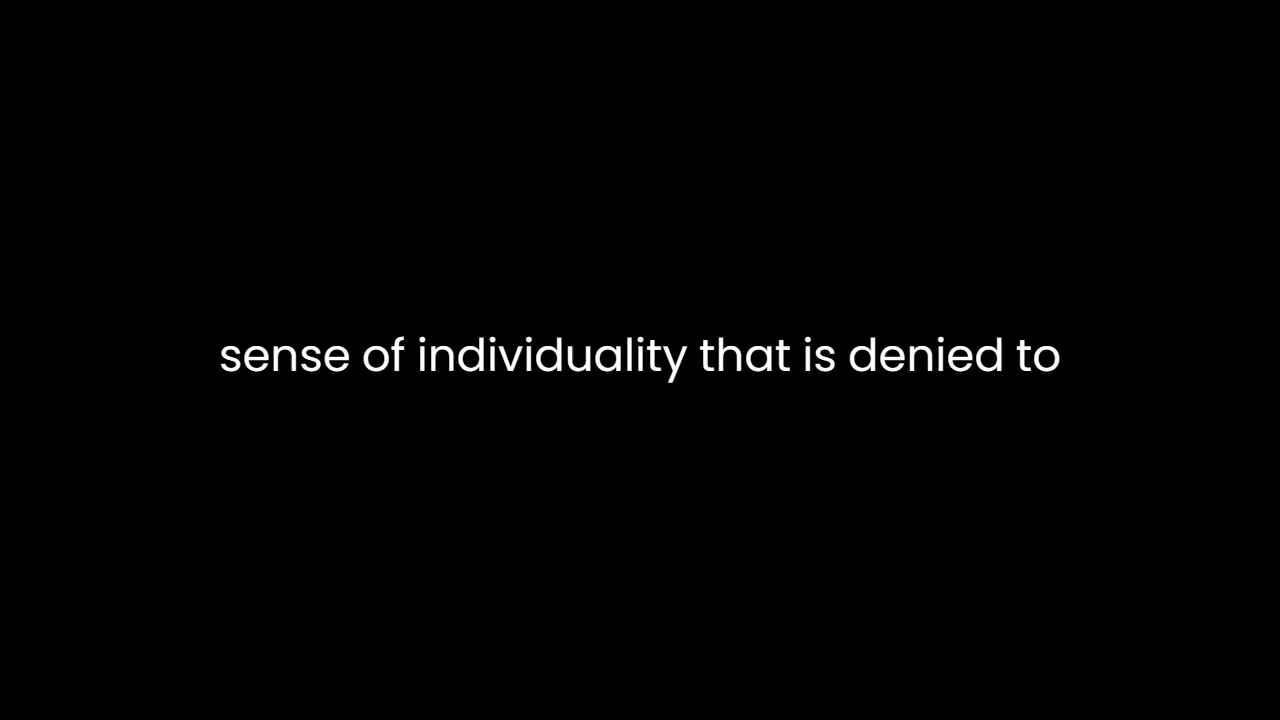 sense of individuality that is denied to